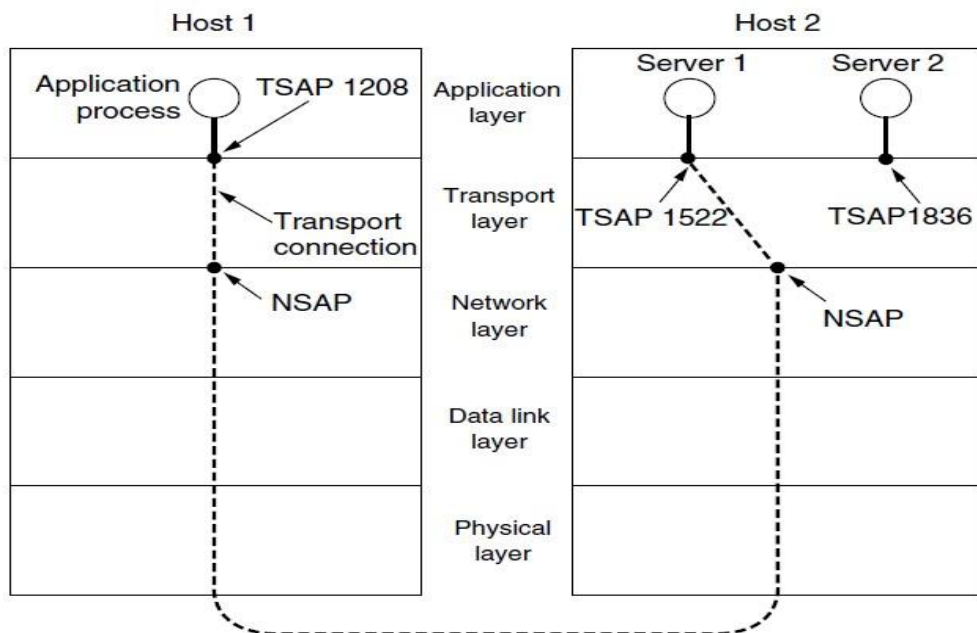 Host 1
Host 2
Application
process
TSAP 1208
Application
layer
Server 1
Server 2
Transport
connection
Transport
layer
TSAP 1522
TSAP1836
NSAP
Network
layer
NSAP
Data link
layer
Physical
layer